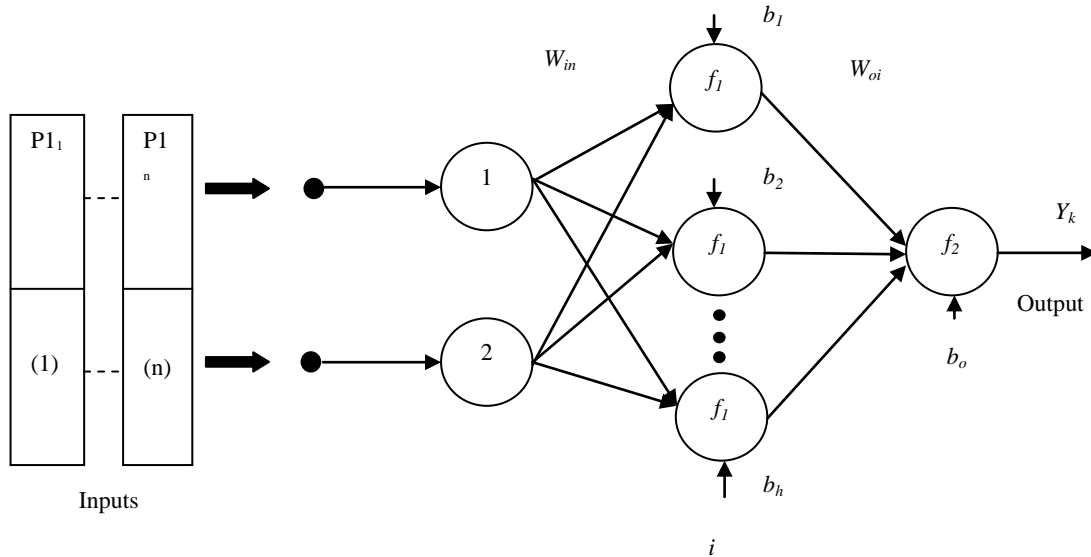 b1
Win
Woi
f1
P11
P1
n
1
b2
f1
f2
Yk
Output
2
(1)
(n)
bo
f1
Inputs
bh
i